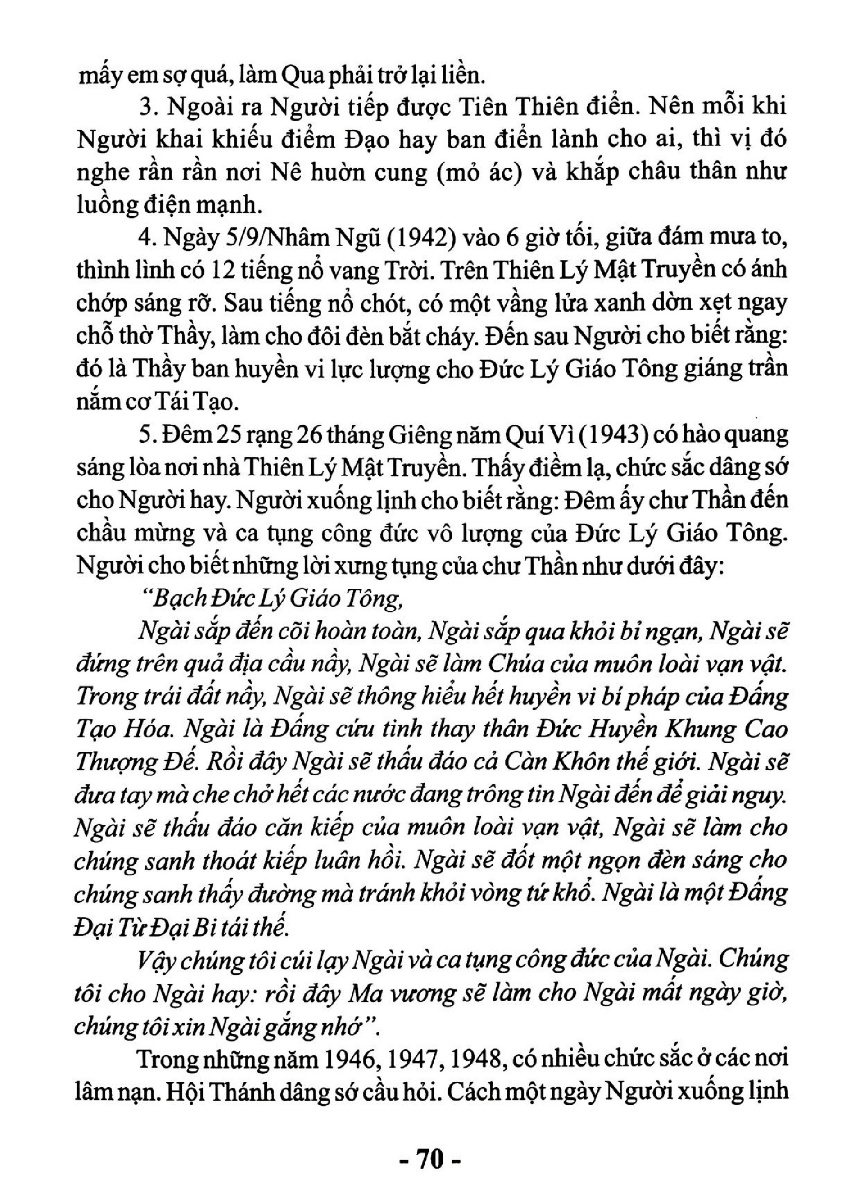 mấy em sợ quá, làm Qua phải trở lại liền.
3. Ngoài ra Người tiếp được Tiên Thiên điển. Nên mỗi khi
Người khai khiếu điểm Đạo hay ban điển lành cho ai, thì vị đó
nghe rần rần nơi Nê huờn cung (mỏ ác) và khắp châu thân như
luồng điện mạnh.
4. Ngày 5/9/Nhâm Ngũ (1942) vào 6 giờ tối, giữa đám mưa to,
thình lình có 12 tiếng nổ vang Trời. Trên Thiên Lý Mật Truyền có ánh
chớp sáng rỡ. Sau tiếng nổ chót, có một vầng lửa xanh dờn xẹt ngay
chỗ thờ Thầy, làm cho đôi đèn bắt cháy. Đến sau Người cho biết rằng:
đó là Thầy ban huyền vi lực lượng cho Đức Lý Giáo Tông giáng trần
nắm cơ Tái Tạo.
5. Đêm 25 rạng 26 tháng Giêng năm Quí Vì (1943) có hào quang
sáng lòa nơi nhà Thiên Lý Mật Truyền. Thấy điềm lạ, chức sắc dâng sớ
cho Người hay. Người xuống lịnh cho biết rằng: Đêm ấy chư Thần đến
chầu mừng và ca tụng công đức vô lượng của Đức Lý Giáo Tông.
Người cho biết những lời xưng tụng của chư Thần như dưới đây:
“Bạch Đức Lý Giáo Tông,
Ngài sắp đến cõi hoàn toàn, Ngài sắp qua khỏi bỉ ngạn, Ngài sẽ
đứng trên quả địa cầu nầy, Ngài sẽ làm Chúa của muôn loài vạn vật.
Trong trái đất nầy, Ngài sẽ thông hiểu hết huyền vi bí pháp của Đấng
Tạo Hóa. Ngài là Đấng cứu tinh thay thân Đức Huyền Khung Cao
Thượng Đế. Rồi đây Ngài sẽ thấu đáo cả Càn Khôn thế giới. Ngài sẽ
đưa tay mà che chở hết các nước đang trông tin Ngài đến để giải nguy.
Ngài sẽ thấu đáo căn kiếp của muôn loài vạn vật, Ngài sẽ làm cho
chúng sanh thoát kiếp luân hồi. Ngài sẽ đốt một ngọn đèn sáng cho
chúng sanh thấy đường mà tránh khỏi vòng tứ khổ. Ngài là một Đấng
Đại Từ Đại Bi tái thế.
Vậy chúng tôi cúi lạy Ngài và ca tụng công đức của Ngài. Chúng
tôi cho Ngài hay: rồi đây Ma vương sẽ làm cho Ngài mất ngày giờ,
chúng tôi xin Ngài gắng nhớ”.
Trong những năm 1946, 1947, 1948, có nhiều chức sắc ở các nơi
lâm nạn. Hội Thánh dâng sớ cầu hỏi. Cách một ngày Người xuống lịnh
- 70 -